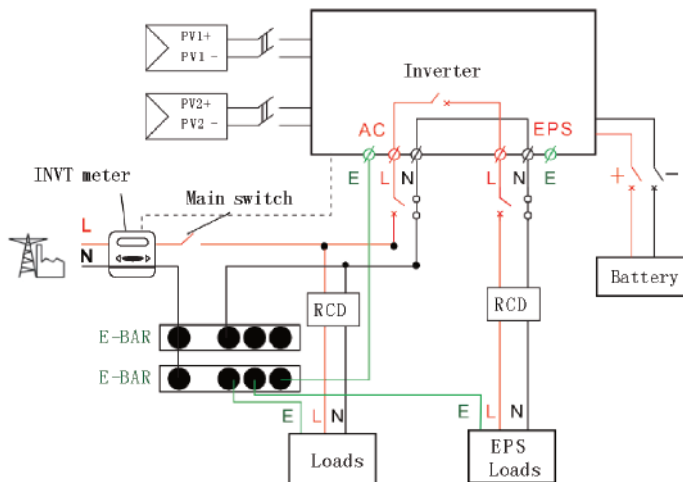 PV1+
PV1-
Inverter
PV2+
PV2-
AC
EPS
E
L
N
L
N
E
+
-
INVT meter
Main switch
L
N
Battery
RCD
RCD
E-BAR
E-BAR
E
L
N
E
L
N
Loads
EPS
Loads